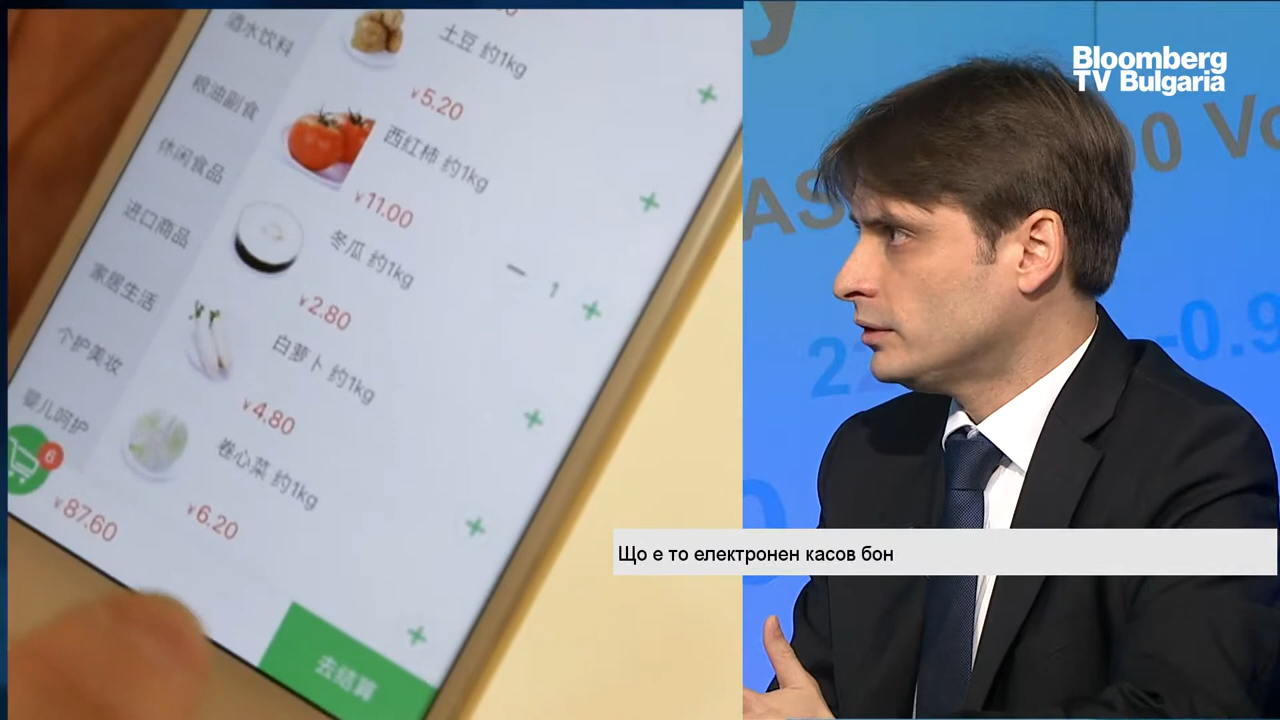 酒水饮料
粮油副食
休闲食品
进口商品
家居生活
个护美妆
婴儿呵护
6
¥87.60
土豆 约1kg
¥5.20
西红柿 约1kg
¥11.00
冬瓜 约1kg
1
¥2.80
白萝卜 约1kg
¥4.80
卷心菜 约1kg
¥6.20
去结算
Bloomberg
TV Bulgaria
-0.9
Що е то електронен касов бон